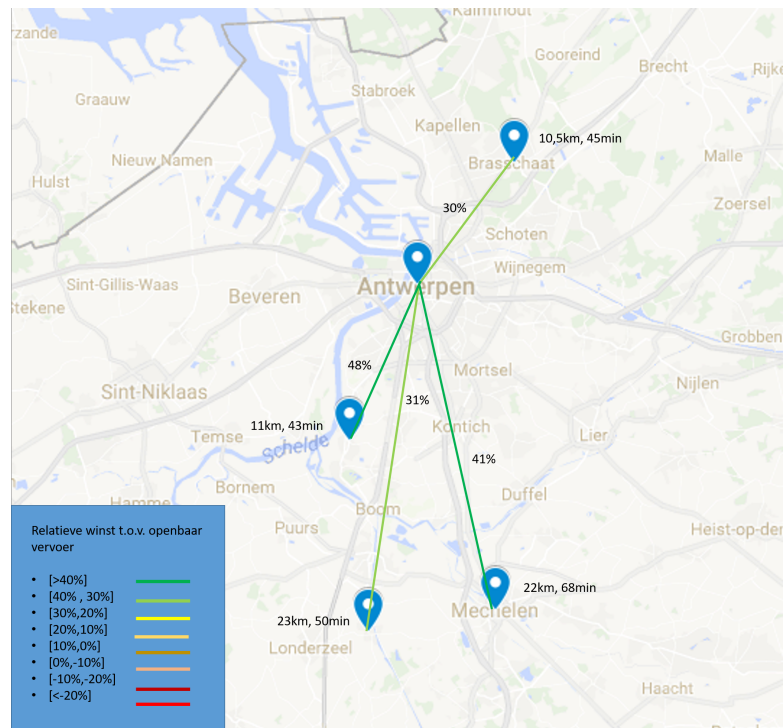 Kalmthout
zande
Gooreind
Brecht
Rijke
Stabroek
Graauw
Kapellen
10,5km, 45min
Brasschaat
Malle
Nieuw Namen
Hulst
30%
Zoersel
Schoten
Wijnegem
Sint-Gillis-Waas
Antwerpen
Beveren
Stekene
Grobben
48%
Mortsel
Nijlen
Sint-Niklaas
31%
11km, 43min
Kontich
Temse
Schelde
Lier
41%
Bornem
Duffel
Hamme
Boom
Puurs
Heist-op-den
Relatieve winst t.o.v. openbaar
vervoer
• [>40%]
• [40% , 30%]
• [30%,20%]
• [20%,10%]
• [10%,0%]
• [0%,-10%]
• [-10%,-20%]
• [<-20%]
22km, 68min
Mechelen
23km, 50min
Londerzeel
Haacht